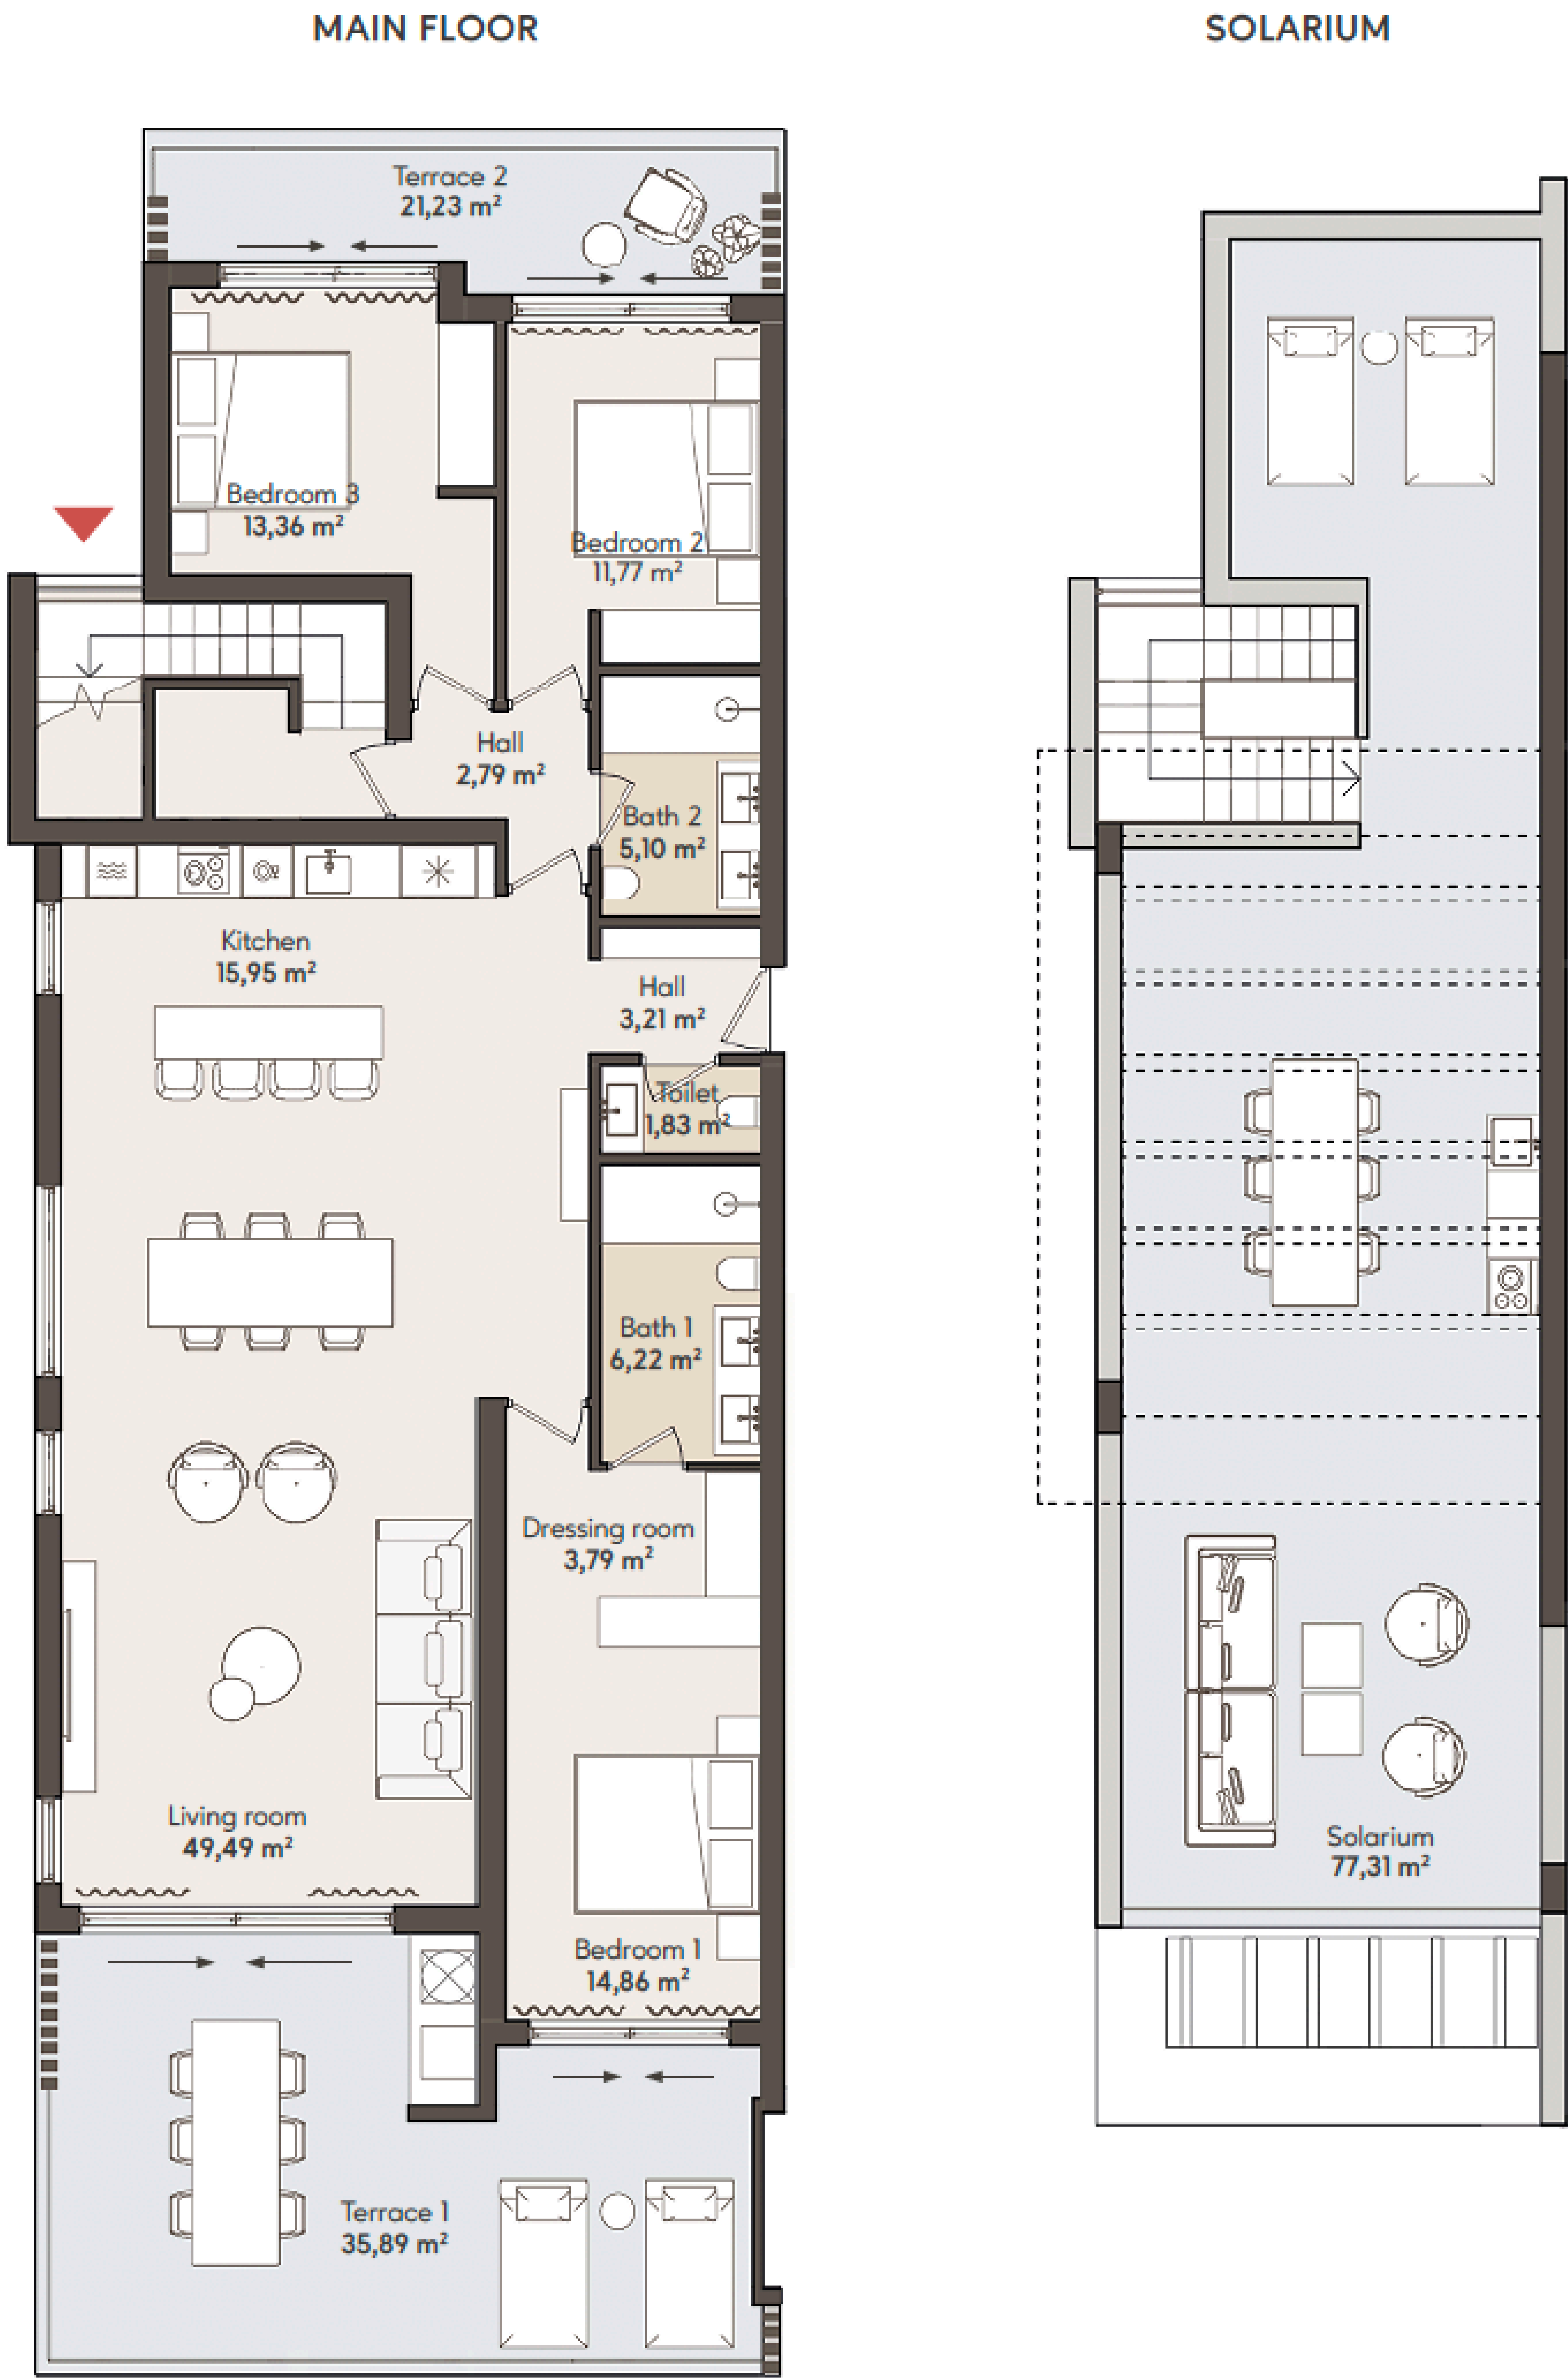 MAIN FLOOR
SOLARIUM
Terrace 2
21,23 m²
Bedroom 3
13,36 m²
Bedroom 2
11,77 m²
Hall
2,79 m²
Bath 2
5,10 m²
Kitchen
15,95 m²
Hall
3,21 m²
Toilet
1,83 m²
Bath 1
6,22 m²
Dressing room
3,79 m²
Living room
49,49 m²
Bedroom 1
14,86 m²
Terrace 1
35,89 m²
Solarium
77,31 m²